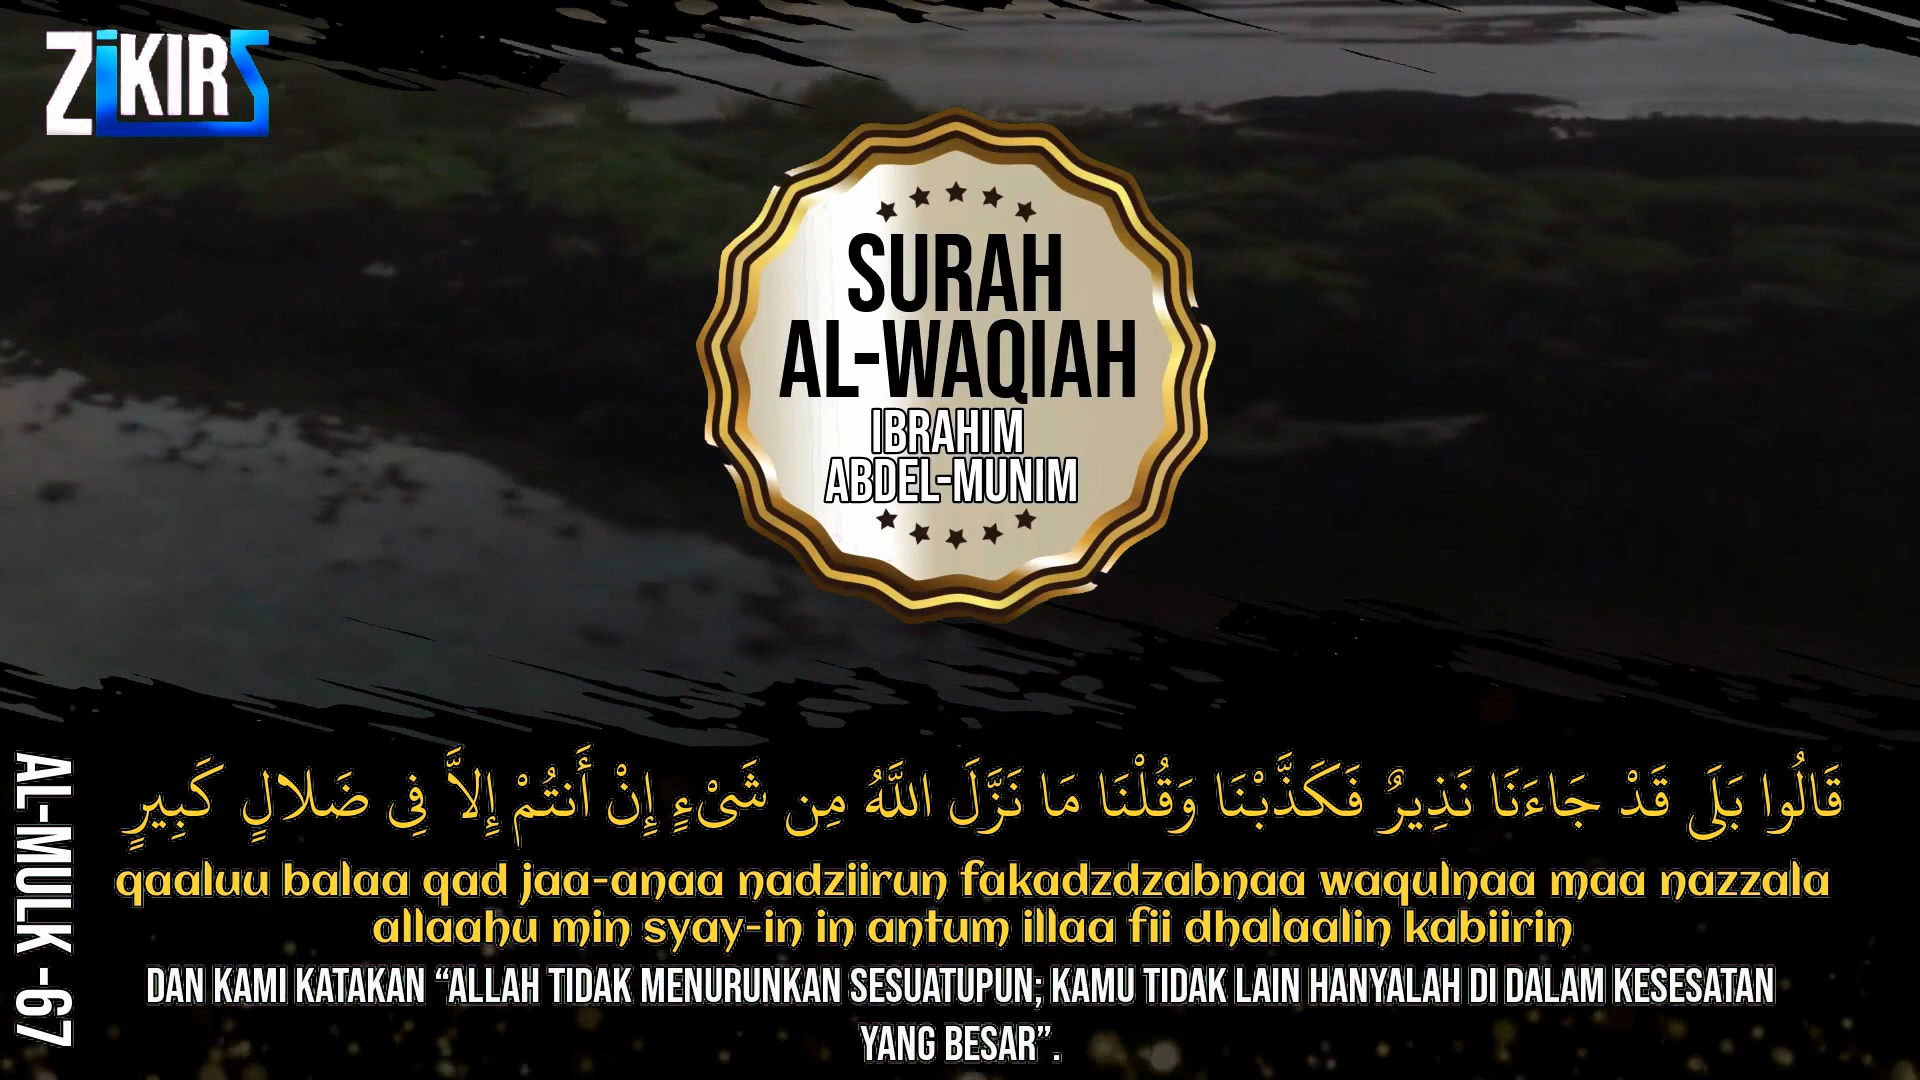 ZIKIRS
SURAH
AL-WAQIAH
IBRAHIM
ABDEL-MUNIM
قَالُوا بَلَى قَدْ جَاءَنَا نَذِيرٌ فَكَذَّبْنَا وَقُلْنَا مَا نَزَّلَ اللَّهُ مِن شَىْءٍ إِنْ أَنتُمْ إِلاَّ فِى ضَلالٍ كَبِيرٍ
qaaluu balaa qad jaa-anaa nadziirun fakadzdzabnaa waqulnaa maa nazzala
allaahu min syay-in in antum illaa fii dhalaalin kabiirin
DAN KAMI KATAKAN “ALLAH TIDAK MENURUNKAN SESUATUPUN; KAMU TIDAK LAIN HANYALAH DI DALAM KESESATAN
YANG BESAR”.
AL-MULK -67